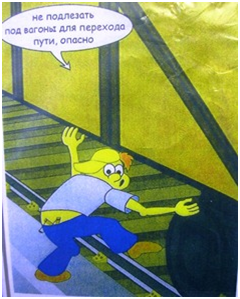 не подлезать
под вагоны для перехода
пути, опасно